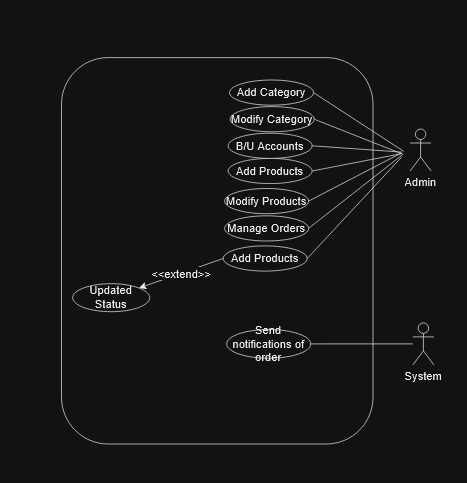 Add Category
Modify Category
B/U Accounts
Add Products
Admin
Modify Products
Manage Orders
Add Products
<<extend>>
Updated
Status
Send
notifications of
order
System